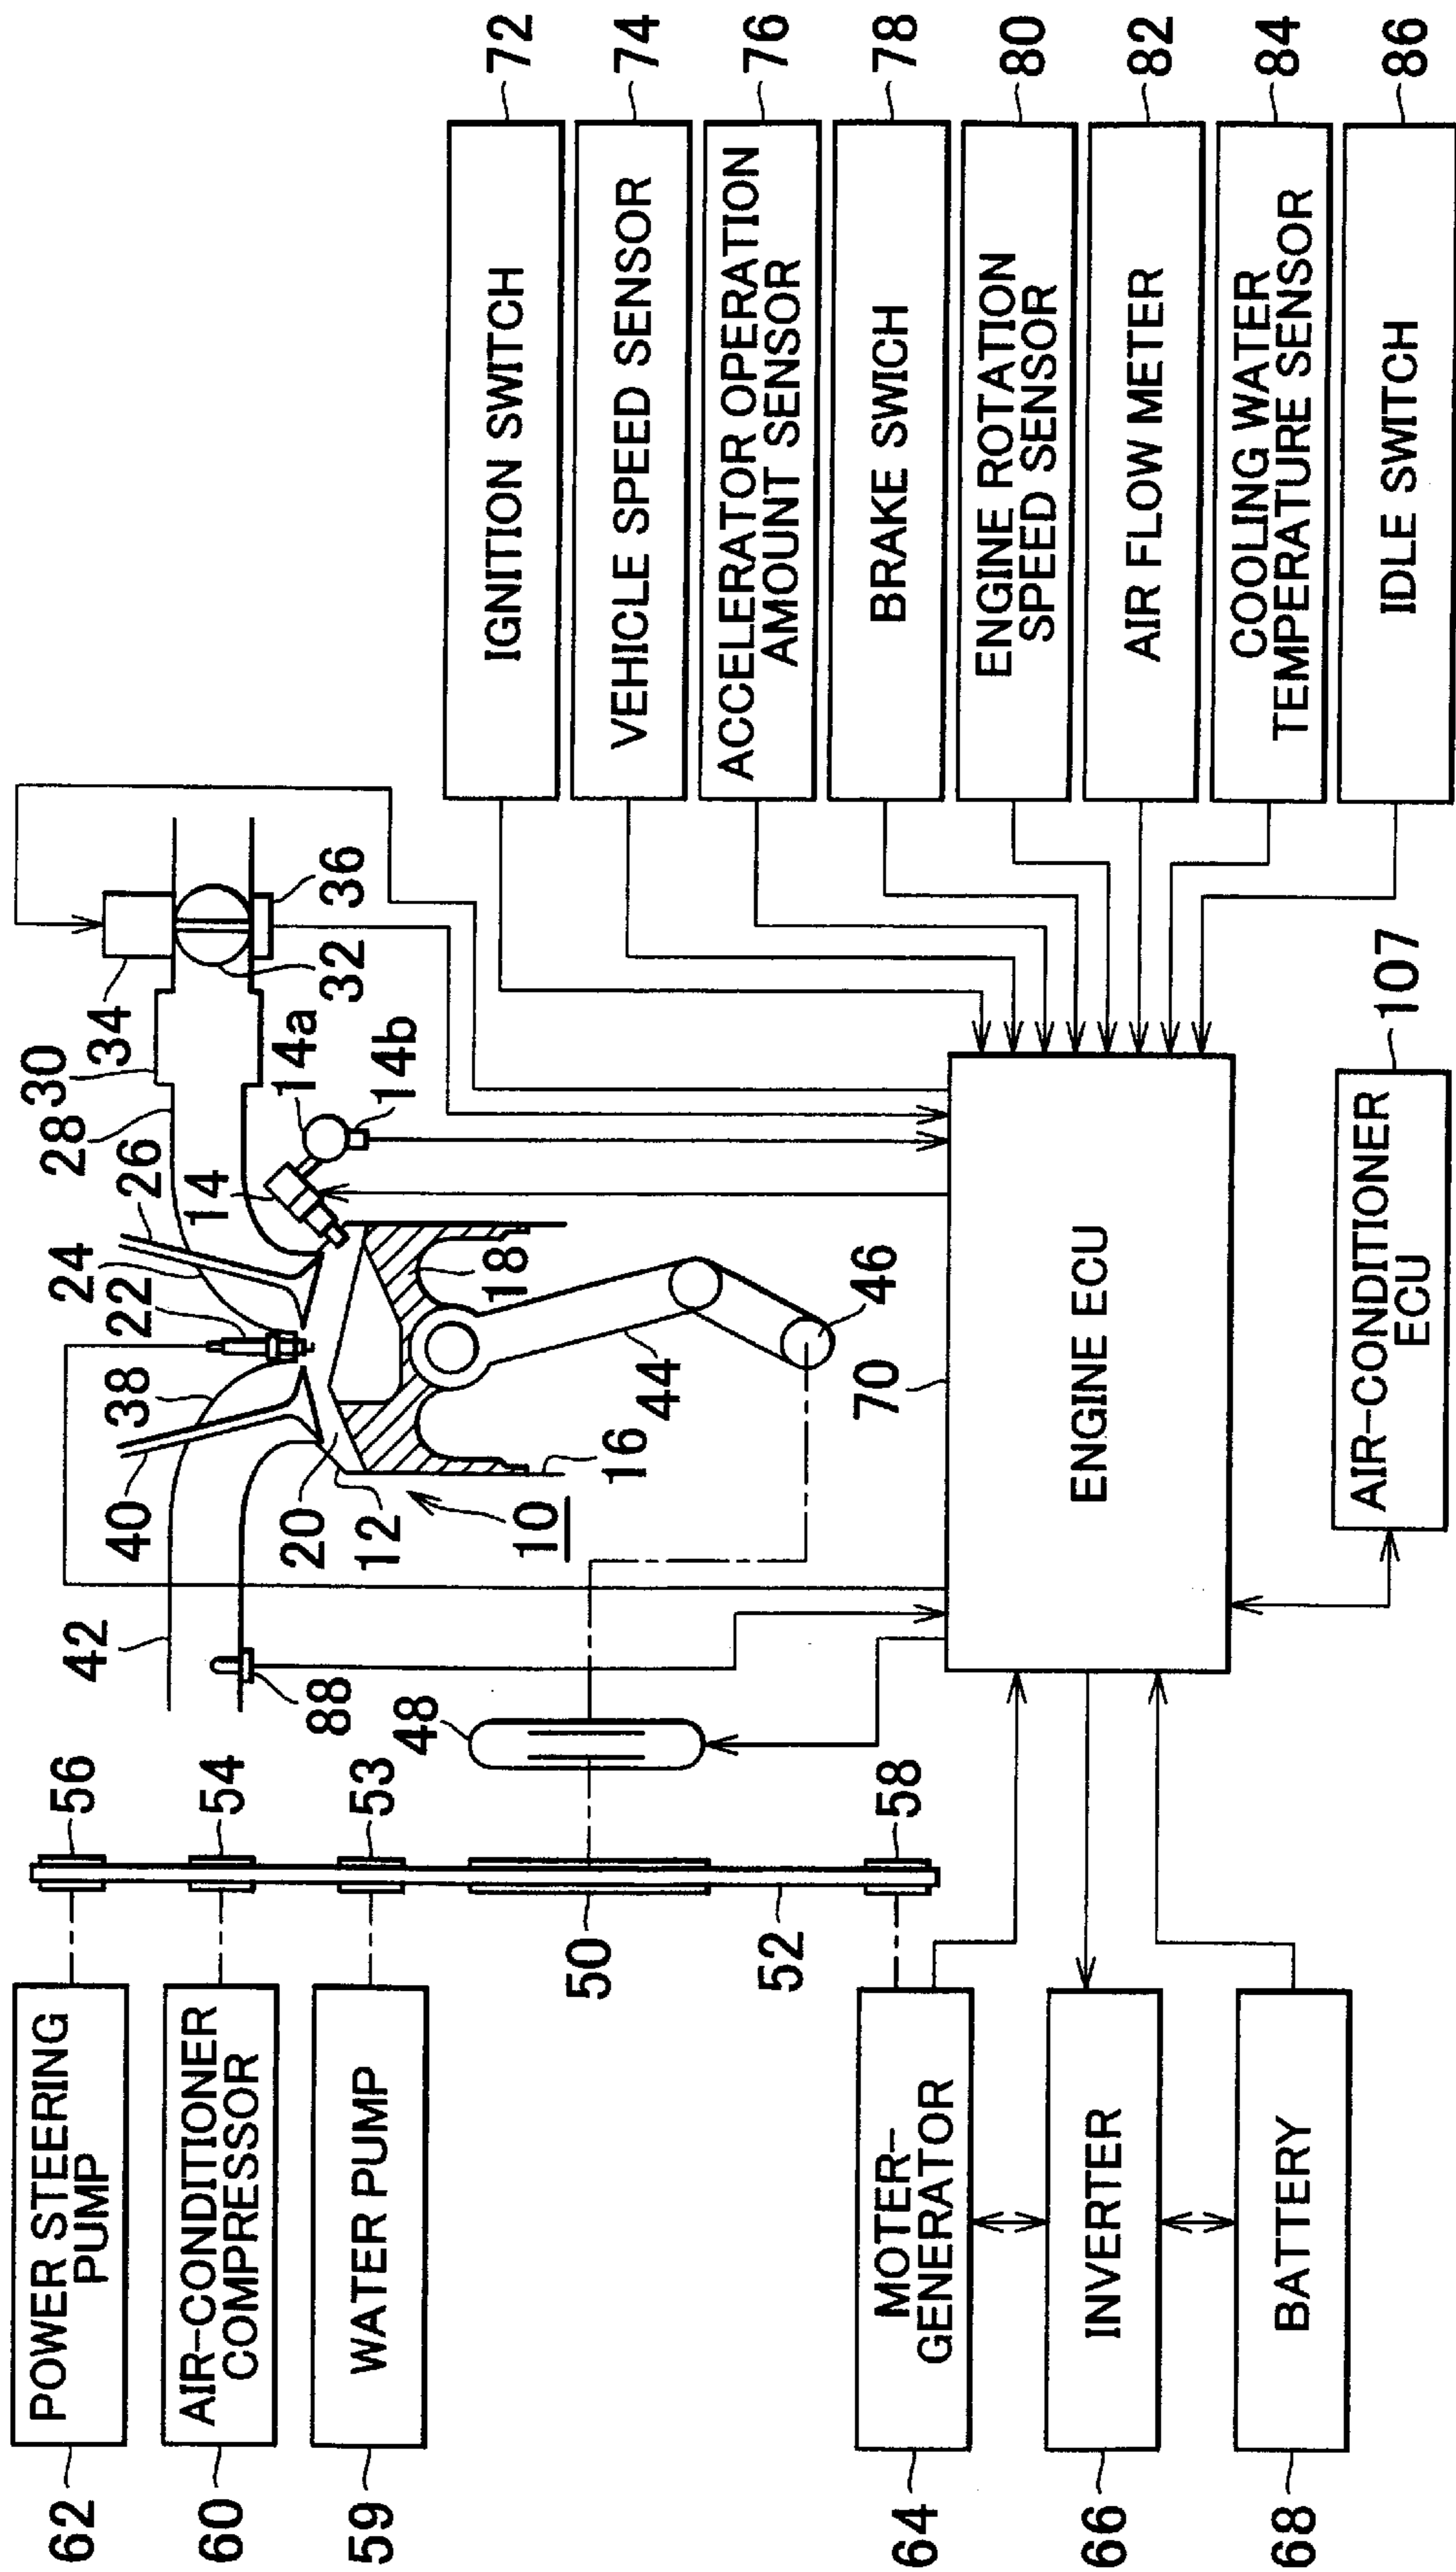 62
POWER STEERING
PUMP
56
60
AIR-CONDITIONER
COMPRESSOR
54
59
WATER PUMP
53
50
52
58
64
MOTER-
GENERATOR
66
INVERTER
68
BATTERY
48
42
88
40
38
22
24
26
28
30
34
20
12
10
16
14
18
14a
14b
32
36
44
46
70
ENGINE ECU
AIR-CONDITIONER
ECU
107
IGNITION SWITCH
72
VEHICLE SPEED SENSOR
74
ACCELERATOR OPERATION
AMOUNT SENSOR
76
BRAKE SWICH
78
ENGINE ROTATION
SPEED SENSOR
80
AIR FLOW METER
82
COOLING WATER
TEMPERATURE SENSOR
84
IDLE SWITCH
86